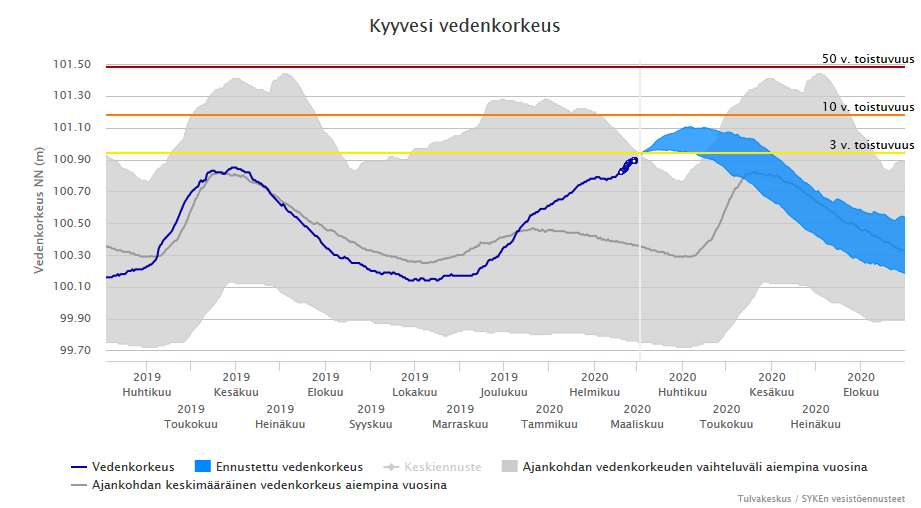 Kyyvesi vedenkorkeus
Vedenkorkeus NN (m)
101.50
101.30
101.10
100.90
100.70
100.50
100.30
100.10
99.90
99.70
50 v. toistuvuus
10 v. toistuvuus
3 v. toistuvuus
2019 2019 2019 2019 2019 2020 2020 2020 2020
Huhtikuu Kesäkuu Elokuu Lokakuu Joulukuu Helmikuu Huhtikuu Kesäkuu Elokuu
2019 2019 2019 2019 2020 2020 2020 2020
Toukokuu Heinäkuu Syyskuu Marraskuu Tammikuu Maaliskuu Toukokuu Heinäkuu
Vedenkorkeus Ennustettu vedenkorkeus Keskiennuste Ajankohdan vedenkorkeuden vaihteluväli aiempina vuosina
Ajankohdan keskimääräinen vedenkorkeus aiempina vuosina
Tulvakeskus / SYKEn vesistöennusteet